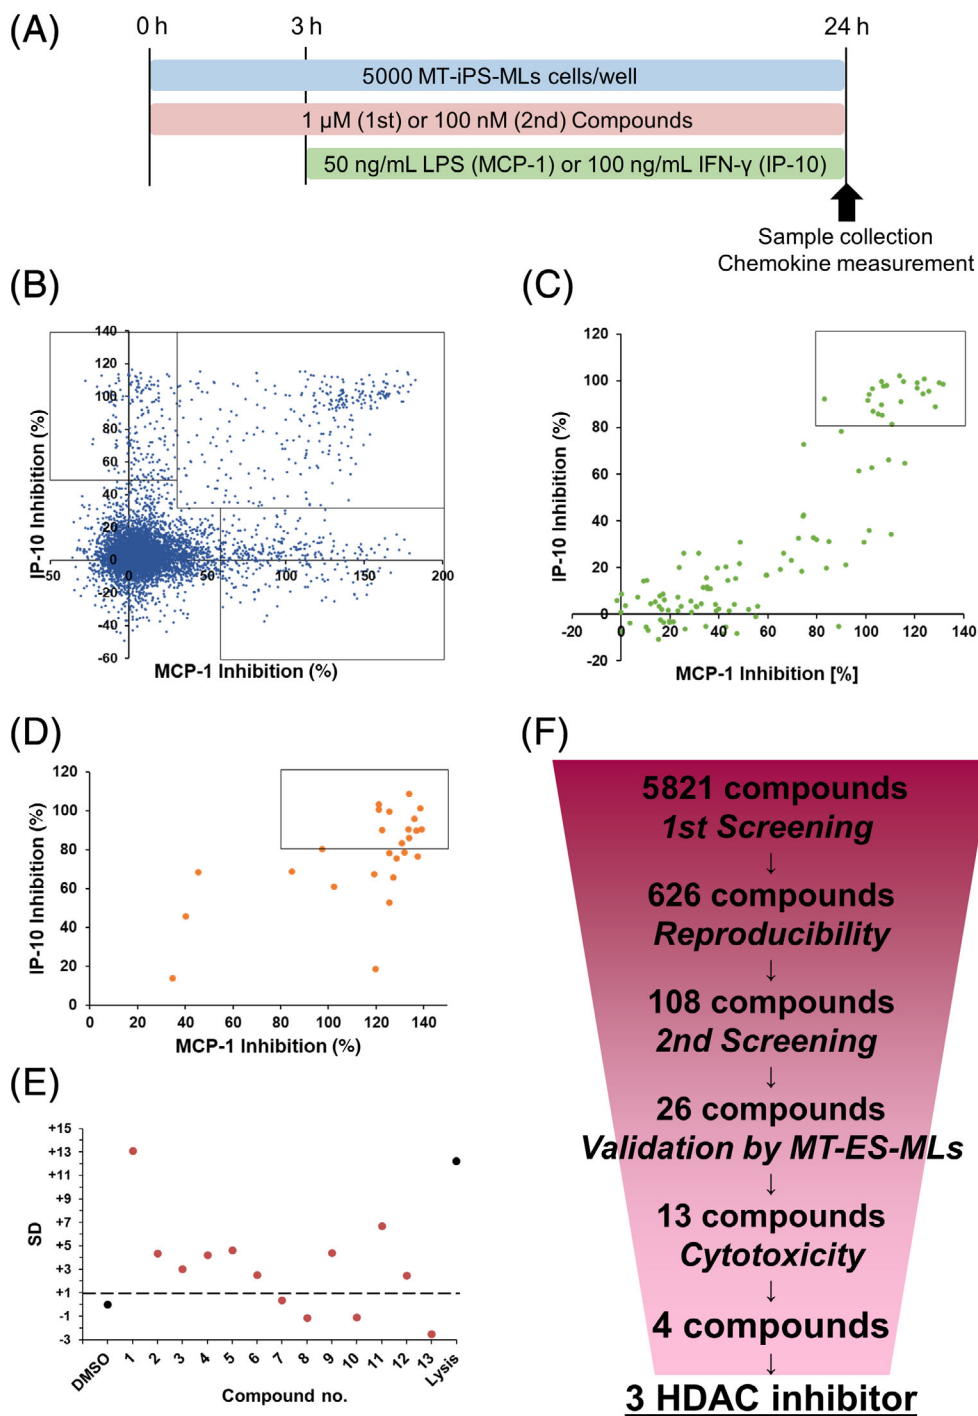 (A)
0 h
3 h
24 h
5000 MT-iPS-MLs cells/well
1 µM (1st) or 100 nM (2nd) Compounds
50 ng/mL LPS (MCP-1) or 100 ng/mL IFN-γ (IP-10)
Sample collection
Chemokine measurement
(B)
IP-10 Inhibition (%)
140
120
100
80
60
40
20
0
-20
-40
-60
-50
0
50
100
150
200
MCP-1 Inhibition (%)
(C)
IP-10 Inhibition (%)
120
100
80
60
40
20
0
-20
-20
0
20
40
60
80
100
120
140
MCP-1 Inhibition [%]
(D)
IP-10 Inhibition (%)
120
100
80
60
40
20
0
0
20
40
60
80
100
120
140
MCP-1 Inhibition (%)
(E)
SD
+15
+13
+11
+9
+7
+5
+3
+1
-1
-3
DMSO
1
2
3
4
5
6
7
8
9
10
11
12
13
Lysis
Compound no.
(F)
5821 compounds
1st Screening
↓
626 compounds
Reproducibility
↓
108 compounds
2nd Screening
↓
26 compounds
Validation by MT-ES-MLs
↓
13 compounds
Cytotoxicity
↓
4 compounds
↓
3 HDAC inhibitor